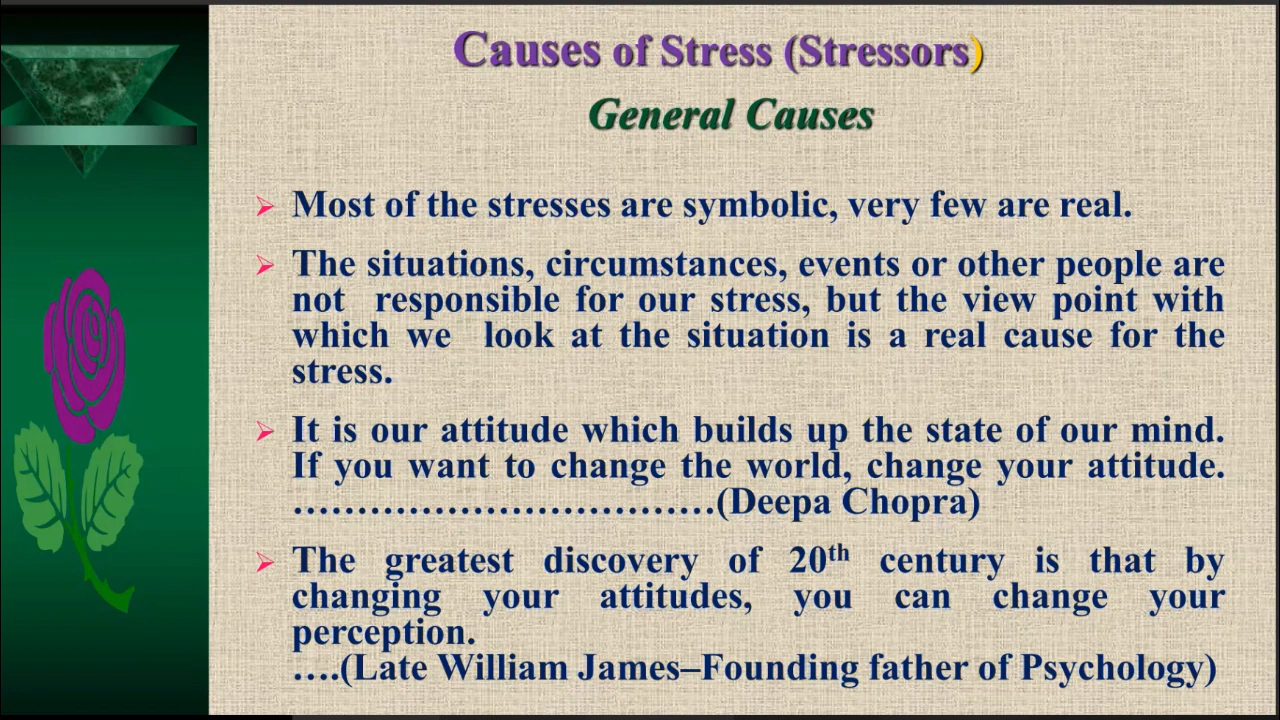 Causes of Stress (Stressors)
General Causes
➢ Most of the stresses are symbolic, very few are real.
➢ The situations, circumstances, events or other people are
not responsible for our stress, but the view point with
which we look at the situation is a real cause for the
stress.
➢ It is our attitude which builds up the state of our mind.
If you want to change the world, change your attitude.
……………………………(Deepa Chopra)
➢ The greatest discovery of 20th century is that by
changing your attitudes, you can change your
perception.
….(Late William James–Founding father of Psychology)